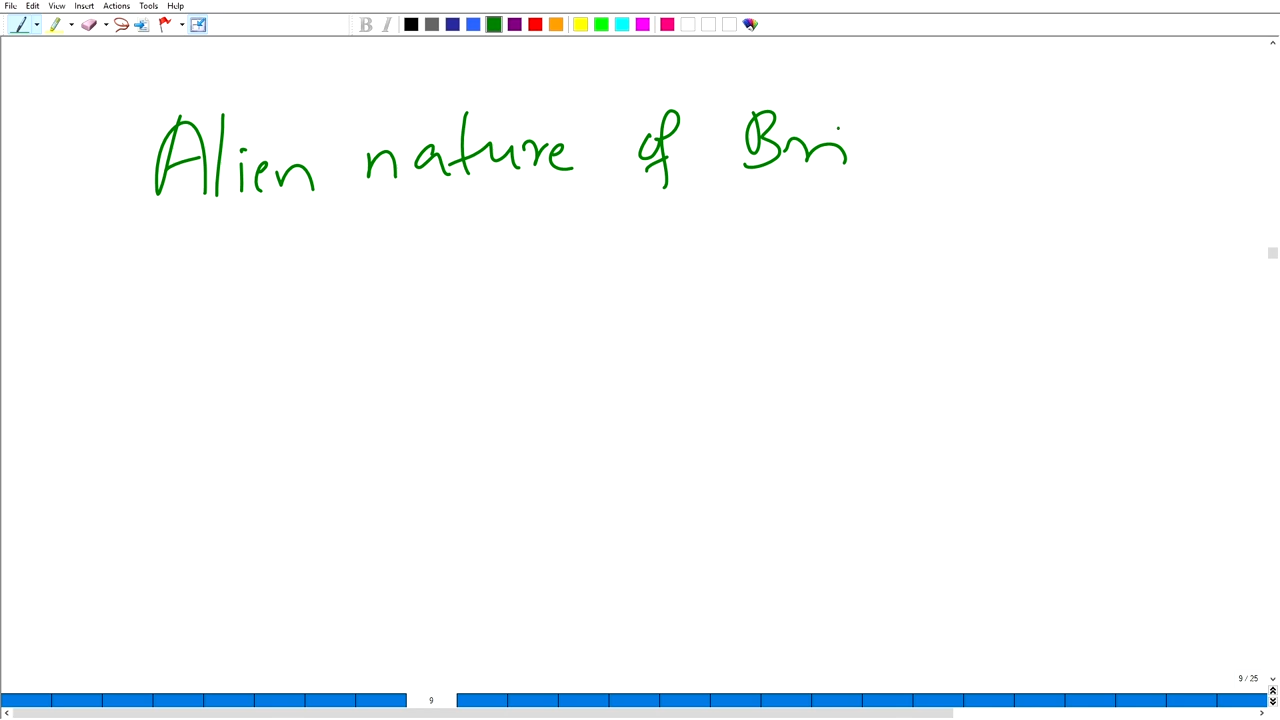 File Edit View Insert Actions Tools Help
B I
Alien nature of Bri
9 / 25
9